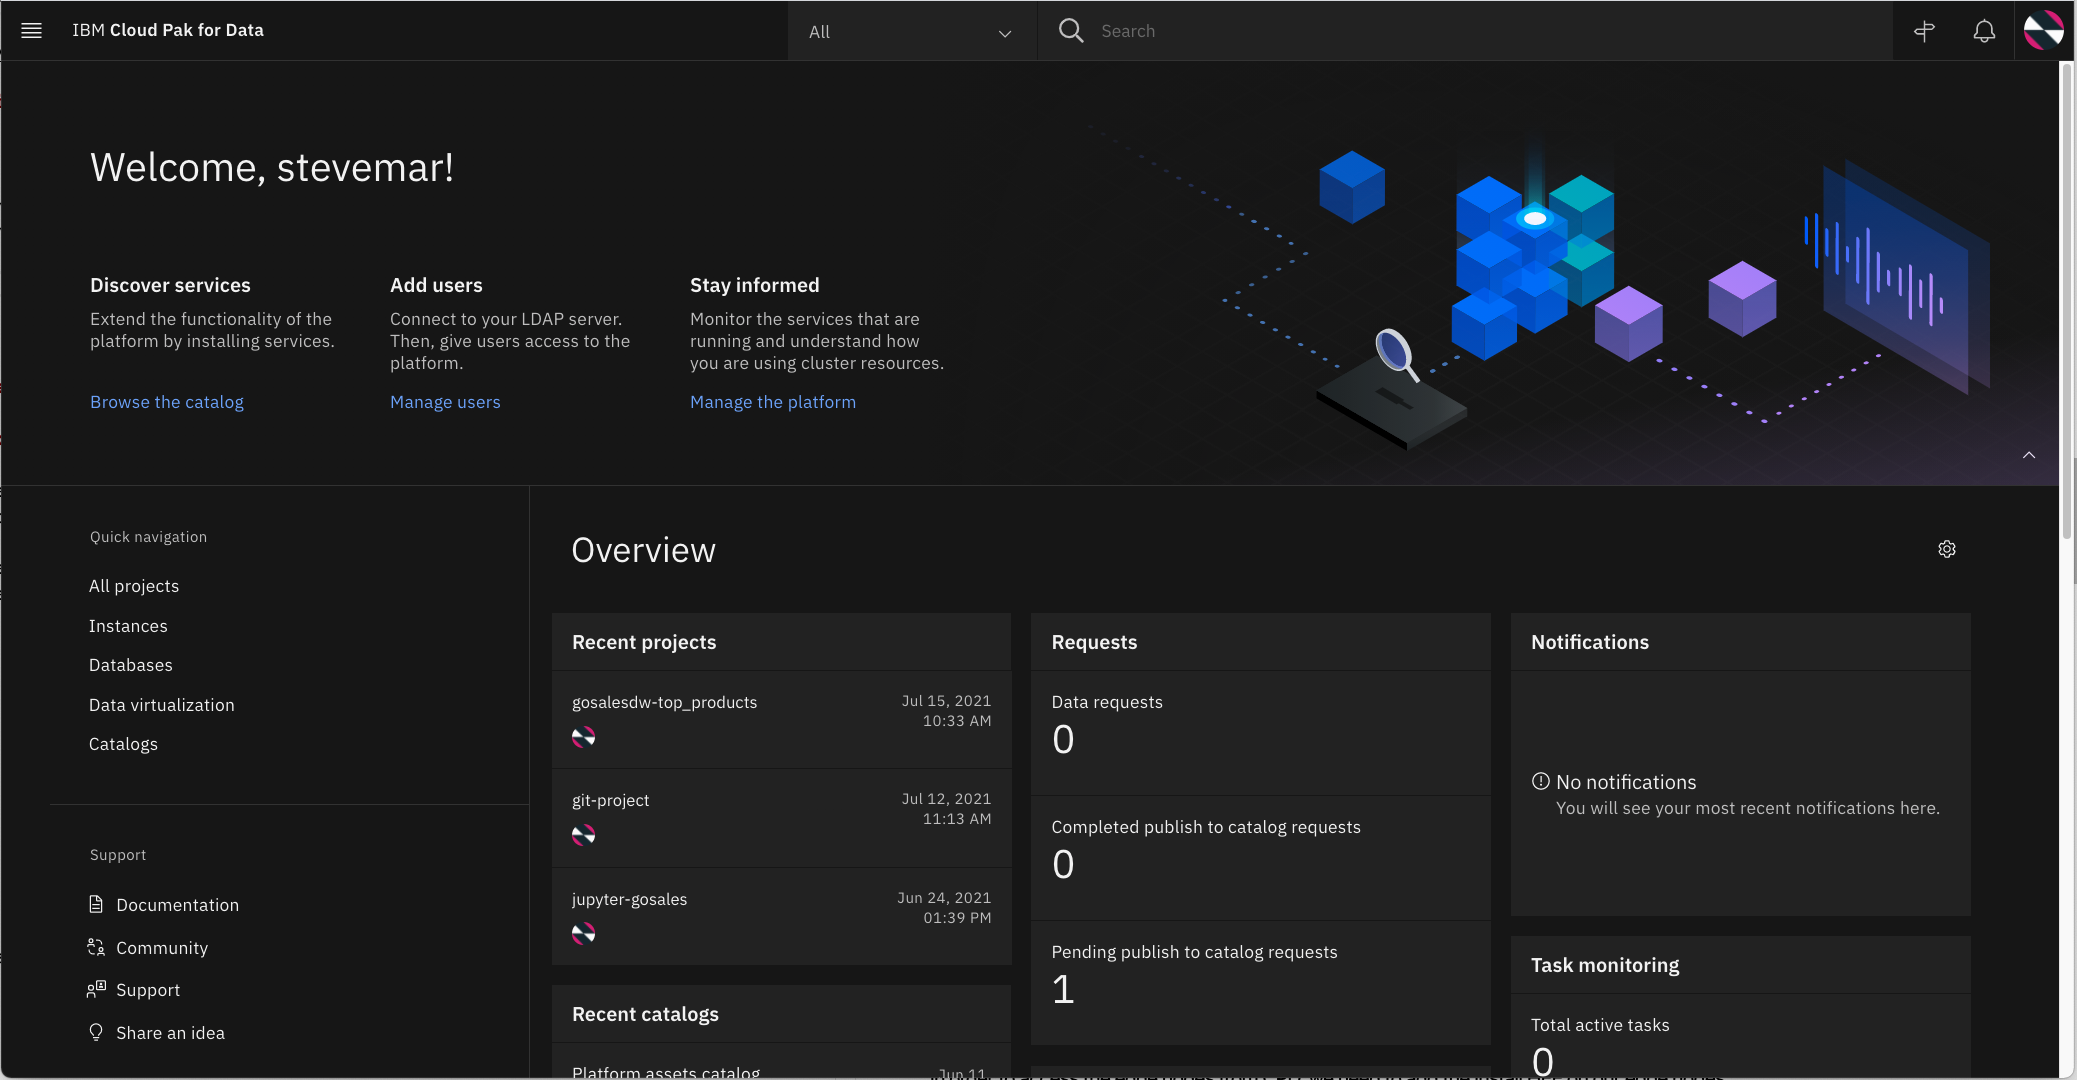 IBM Cloud Pak for Data
All
Search
Welcome, stevemar!
Discover services
Extend the functionality of the
platform by installing services.
Browse the catalog
Add users
Connect to your LDAP server.
Then, give users access to the
platform.
Manage users
Stay informed
Monitor the services that are
running and understand how
you are using cluster resources.
Manage the platform
Quick navigation
All projects
Instances
Databases
Data virtualization
Catalogs
Support
Documentation
Community
Support
Share an idea
Overview
Recent projects
gosalesdw-top_products
Jul 15, 2021
10:33 AM
git-project
Jul 12, 2021
11:13 AM
jupyter-gosales
Jun 24, 2021
01:39 PM
Recent catalogs
Platform assets catalog
Jun 11
Requests
Data requests
0
Completed publish to catalog requests
0
Pending publish to catalog requests
1
Notifications
No notifications
You will see your most recent notifications here.
Task monitoring
Total active tasks
0